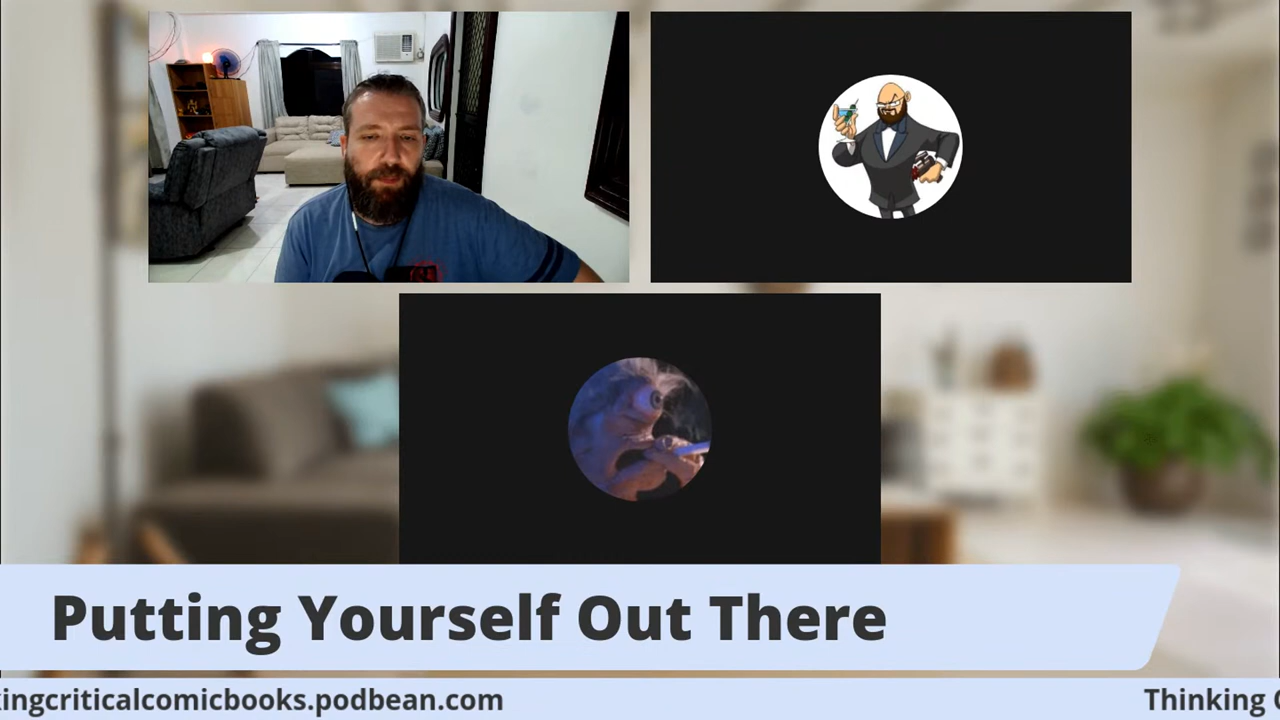 Putting Yourself Out There
kingcriticalcomicbooks.podbean.com
Thinking